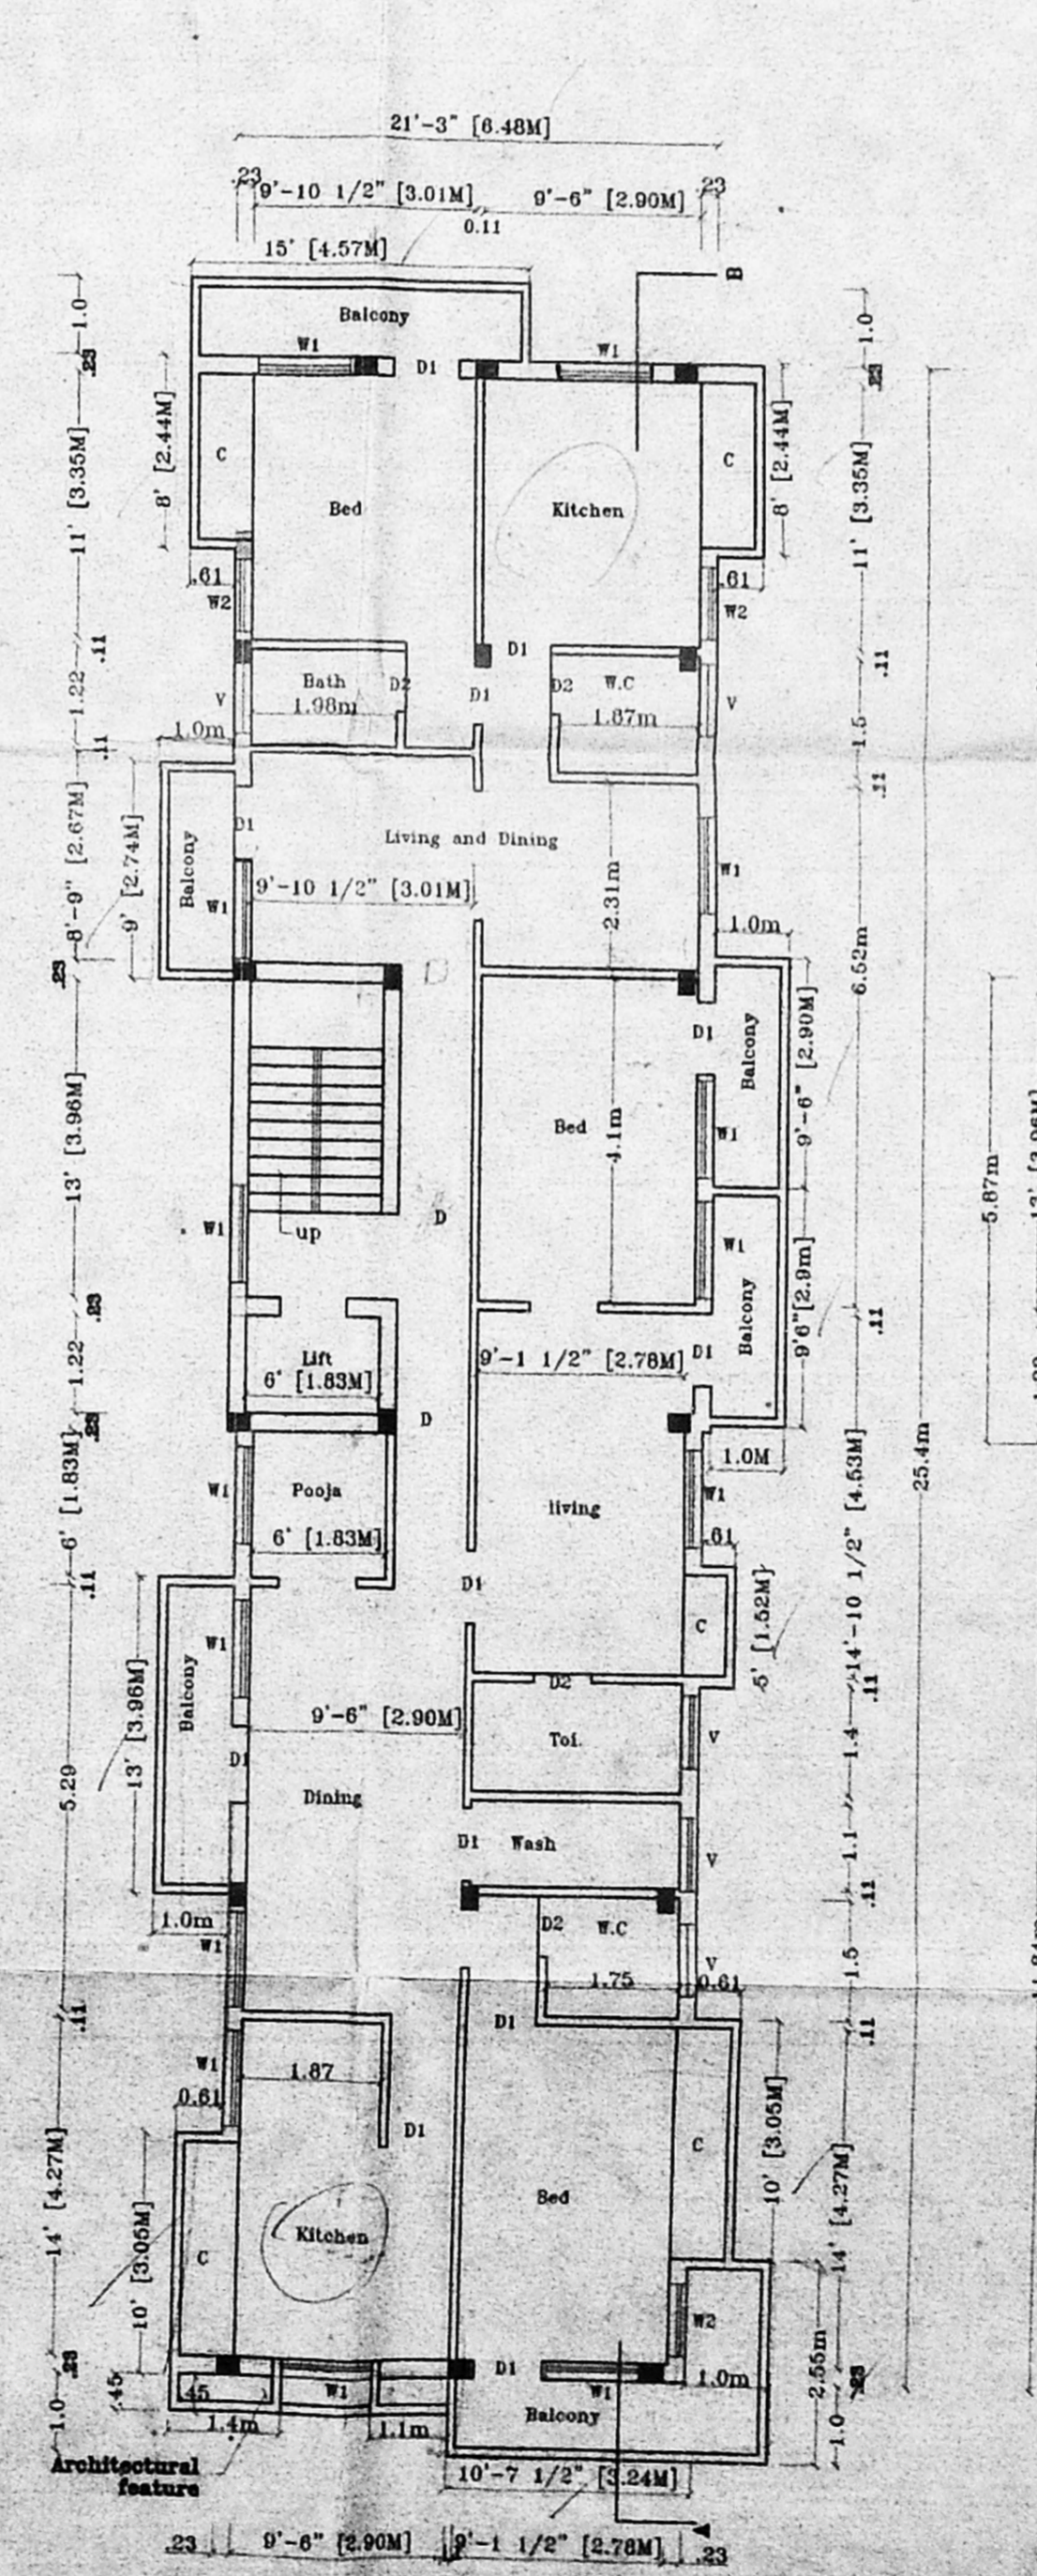 21'-3" [6.48M]
.23
9'-10 1/2" [3.01M]
9'-6" [2.90M]
.23
0.11
15' [4.57M]
B
1.0
Balcony
1.0
W1
W1
.23
D1
.23
8' [2.44M]
8' [2.44M]
11' [3.35M]
C
C
11' [3.35M]
Bed
Kitchen
.61
.61
W2
W2
.11
D1
.11
Bath
D2
D1
D2
W.C
1.22
V
1.98m
1.87m
V
1.0m
1.5
.11
.11
8'-9" [2.67M]
9' [2.74M]
Balcony
D1
Living and Dining
W1
9'-10 1/2" [3.01M]
2.31m
W1
1.0m
.23
6.52m
D1
Balcony
9'-6" [2.90M]
13' [3.96M]
Bed
4.1m
W1
5.87m
W1
up
D
W1
.23
Balcony
9'6"[2.9m]
.11
1.22
Lift
6' [1.83M]
9'-1 1/2" [2.78M]
D1
.23
D
25.4m
1.0M
6' [1.83M]
W1
Pooja
living
W1
14'-10 1/2" [4.53M]
6' [1.83M]
.61
.11
D1
5' [1.52M]
W1
C
13' [3.96M]
Balcony
D2
.11
9'-6" [2.90M]
Toi.
V
1.4
D1
5.29
Dining
D1
Wash
V
1.1
.11
1.0m
D2
W.C
W1
V
1.5
1.75
0.61
.11
D1
.11
W1
1.87
0.61
D1
10' [3.05M]
C
14' [4.27M]
Bed
14' [4.27M]
10' [3.05M]
Kitchen
C
W2
.23
D1
2.55m
.23
.45
.45
W1
W1
1.0m
1.0
1.4m
1.1m
Balcony
1.0
Architectural
feature
10'-7 1/2" [3.24M]
.23
9'-6" [2.90M]
9'-1 1/2" [2.78M]
.23